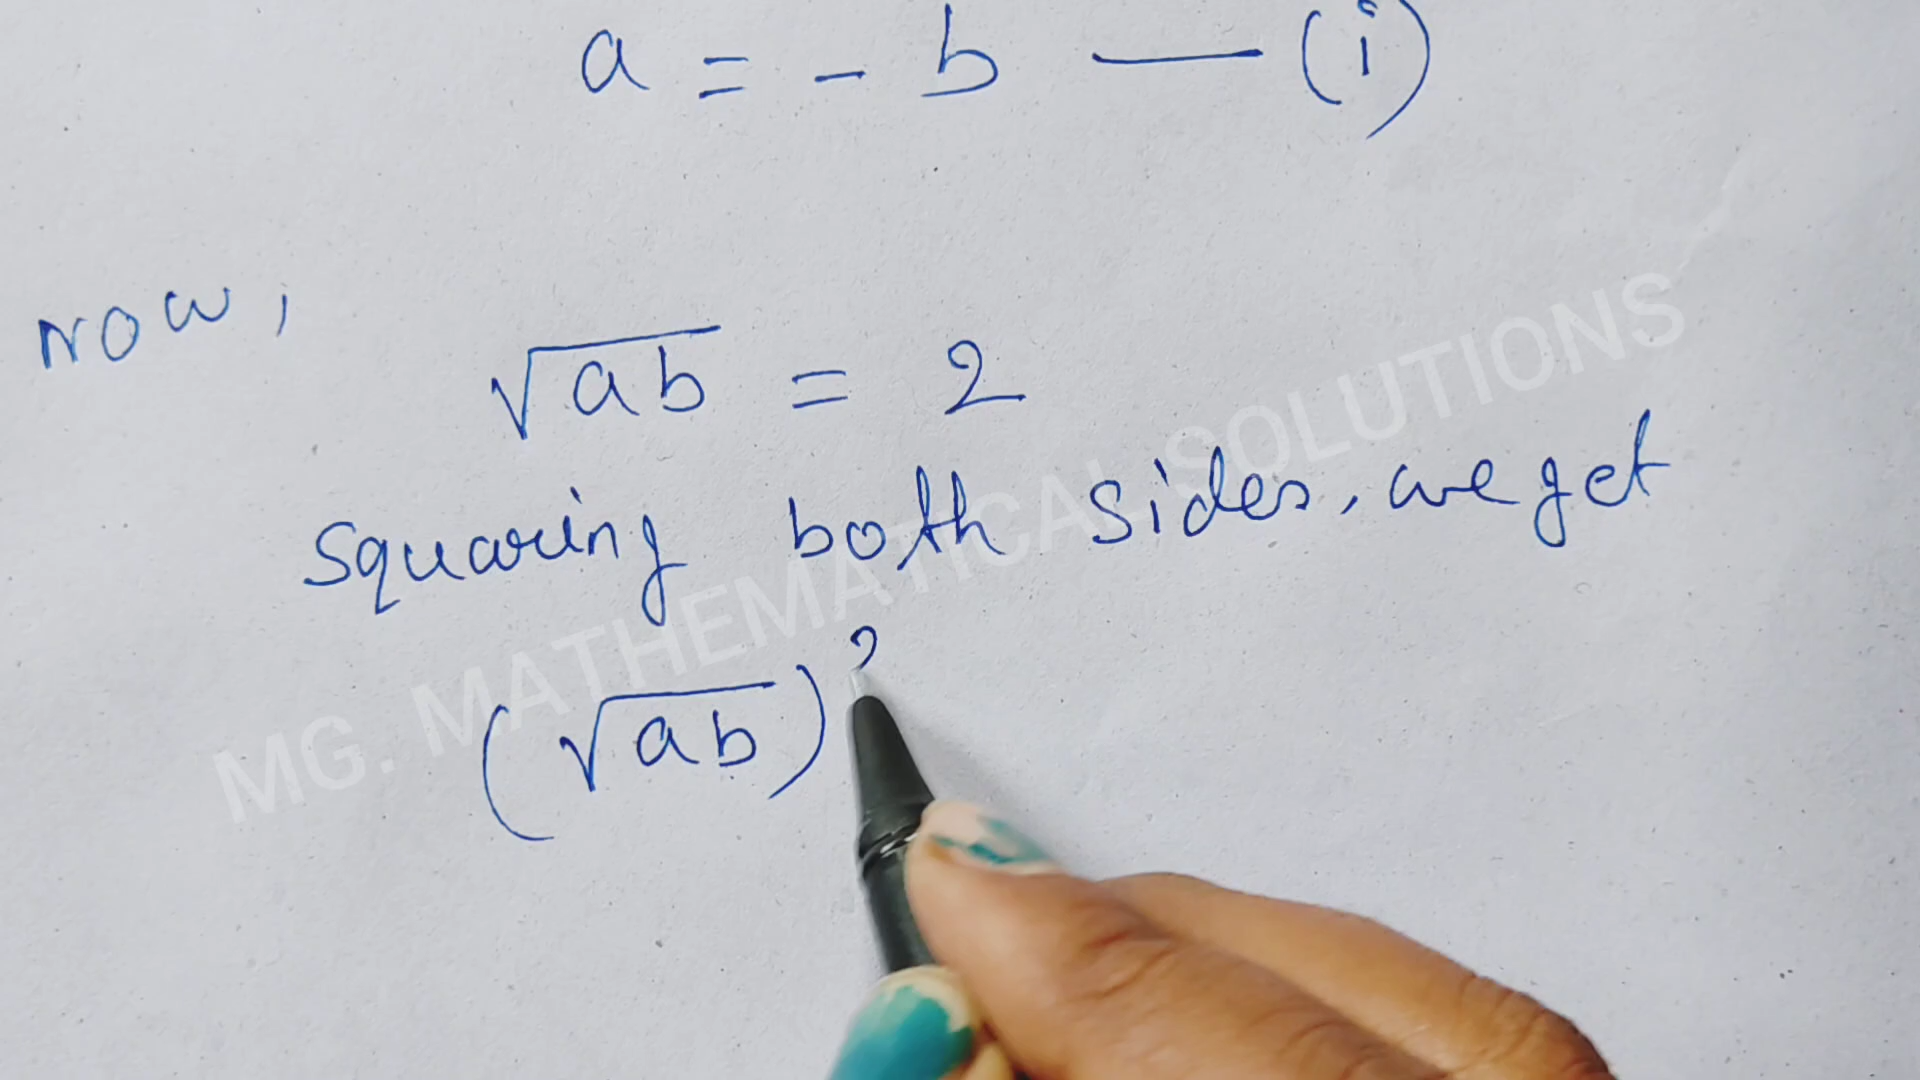 a = - b — (i)
now,
√ab = 2
Squaring both sides, we get
(√ab)²
MG. MATHEMATICAL SOLUTIONS